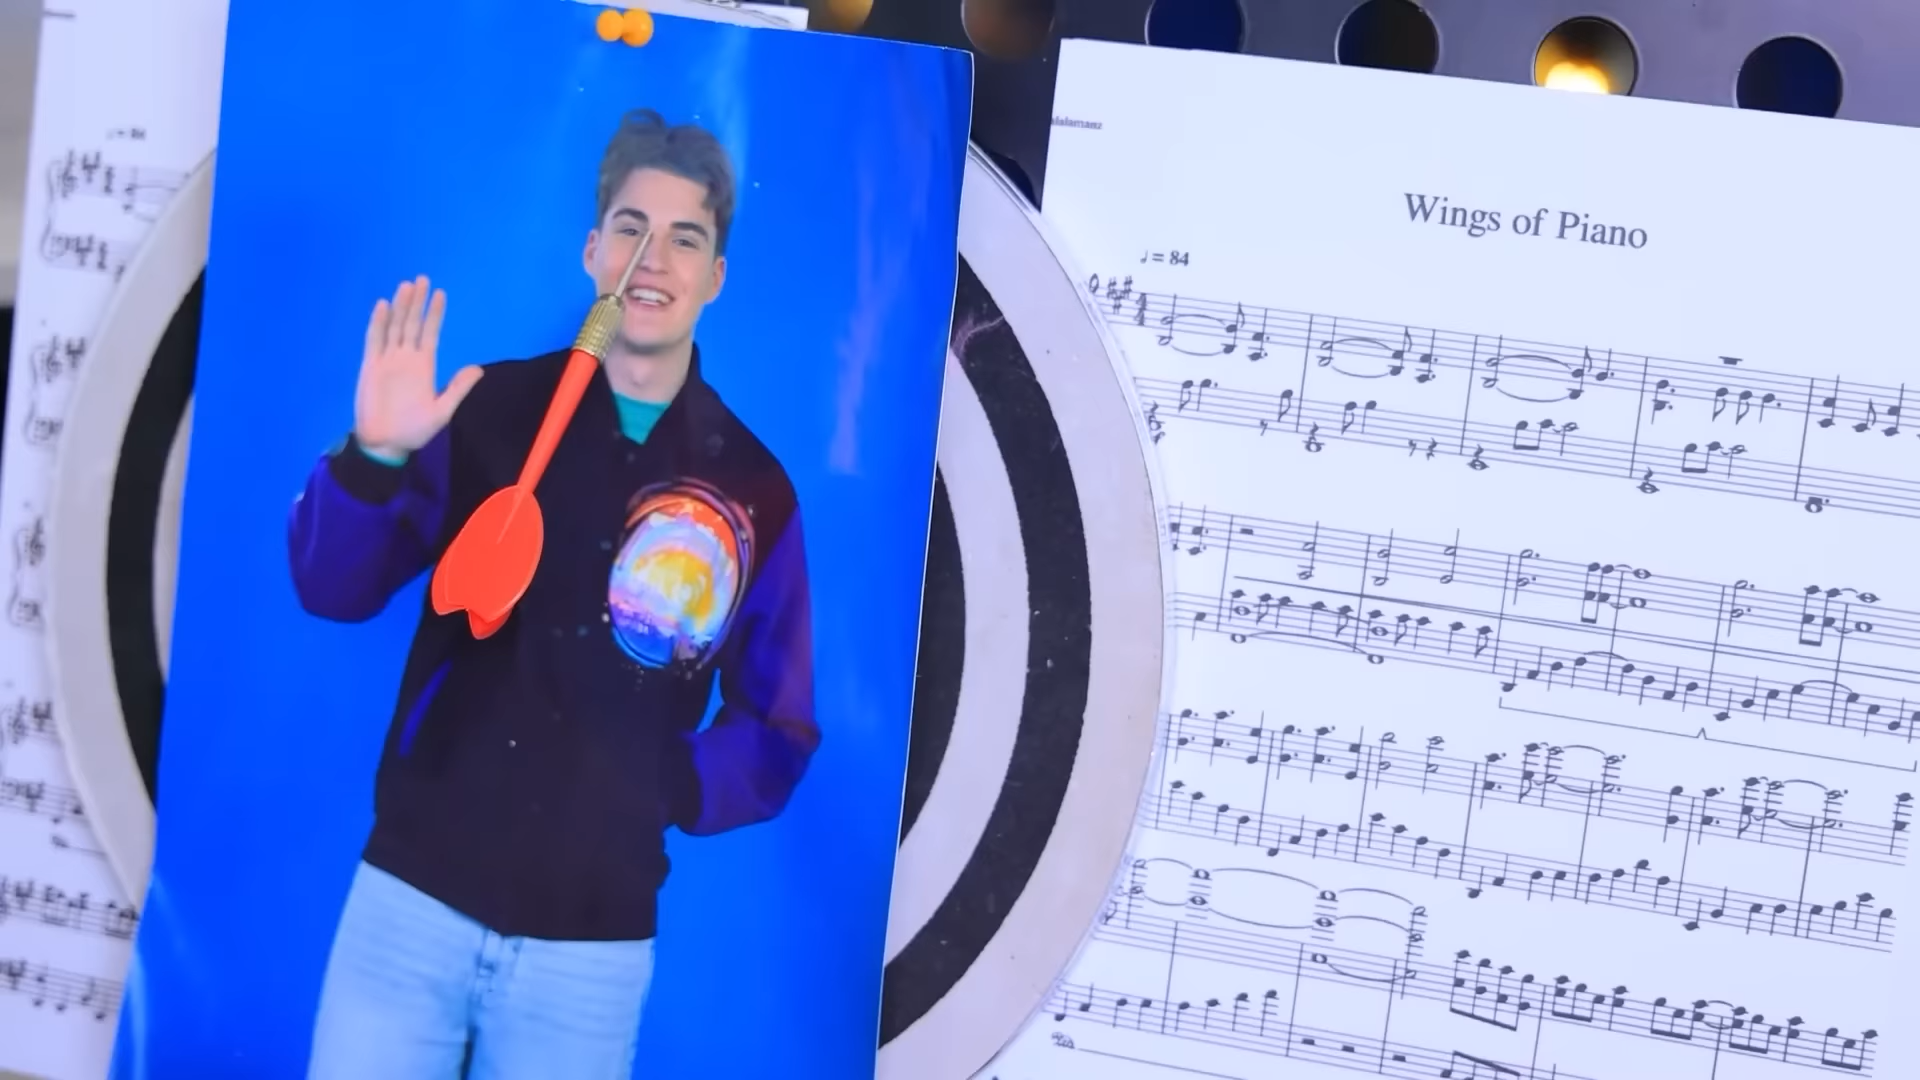 Wings of Piano
♩ = 84